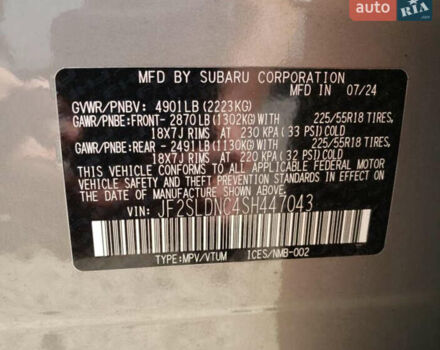 AUTO RIA
MFD. BY SUBARU CORPORATION
MFD IN 07/24
GVWR/PNBV: 4901LB(2223KG)
GAWR/PNBE:FRONT- 2870LB(1302KG)WITH 225/55R18 TIRES,
18X7J RIMS AT 230 KPA(33 PSI)COLD
GAWR/PNBE:REAR - 2491LB(1130KG)WITH 225/55R18 TIRES,
18X7J RIMS AT 220 KPA(32 PSI)COLD
THIS VEHICLE CONFORMS TO ALL APPLICABLE FEDERAL MOTOR
VEHICLE SAFETY AND THEFT PREVENTION STANDARDS IN EFFECT ON
THE DATE OF MANUFACTURE SHOWN ABOVE.
VIN: JF2SLDNC4SH447043
TYPE:MPV/VTUM ICES/NMB-002